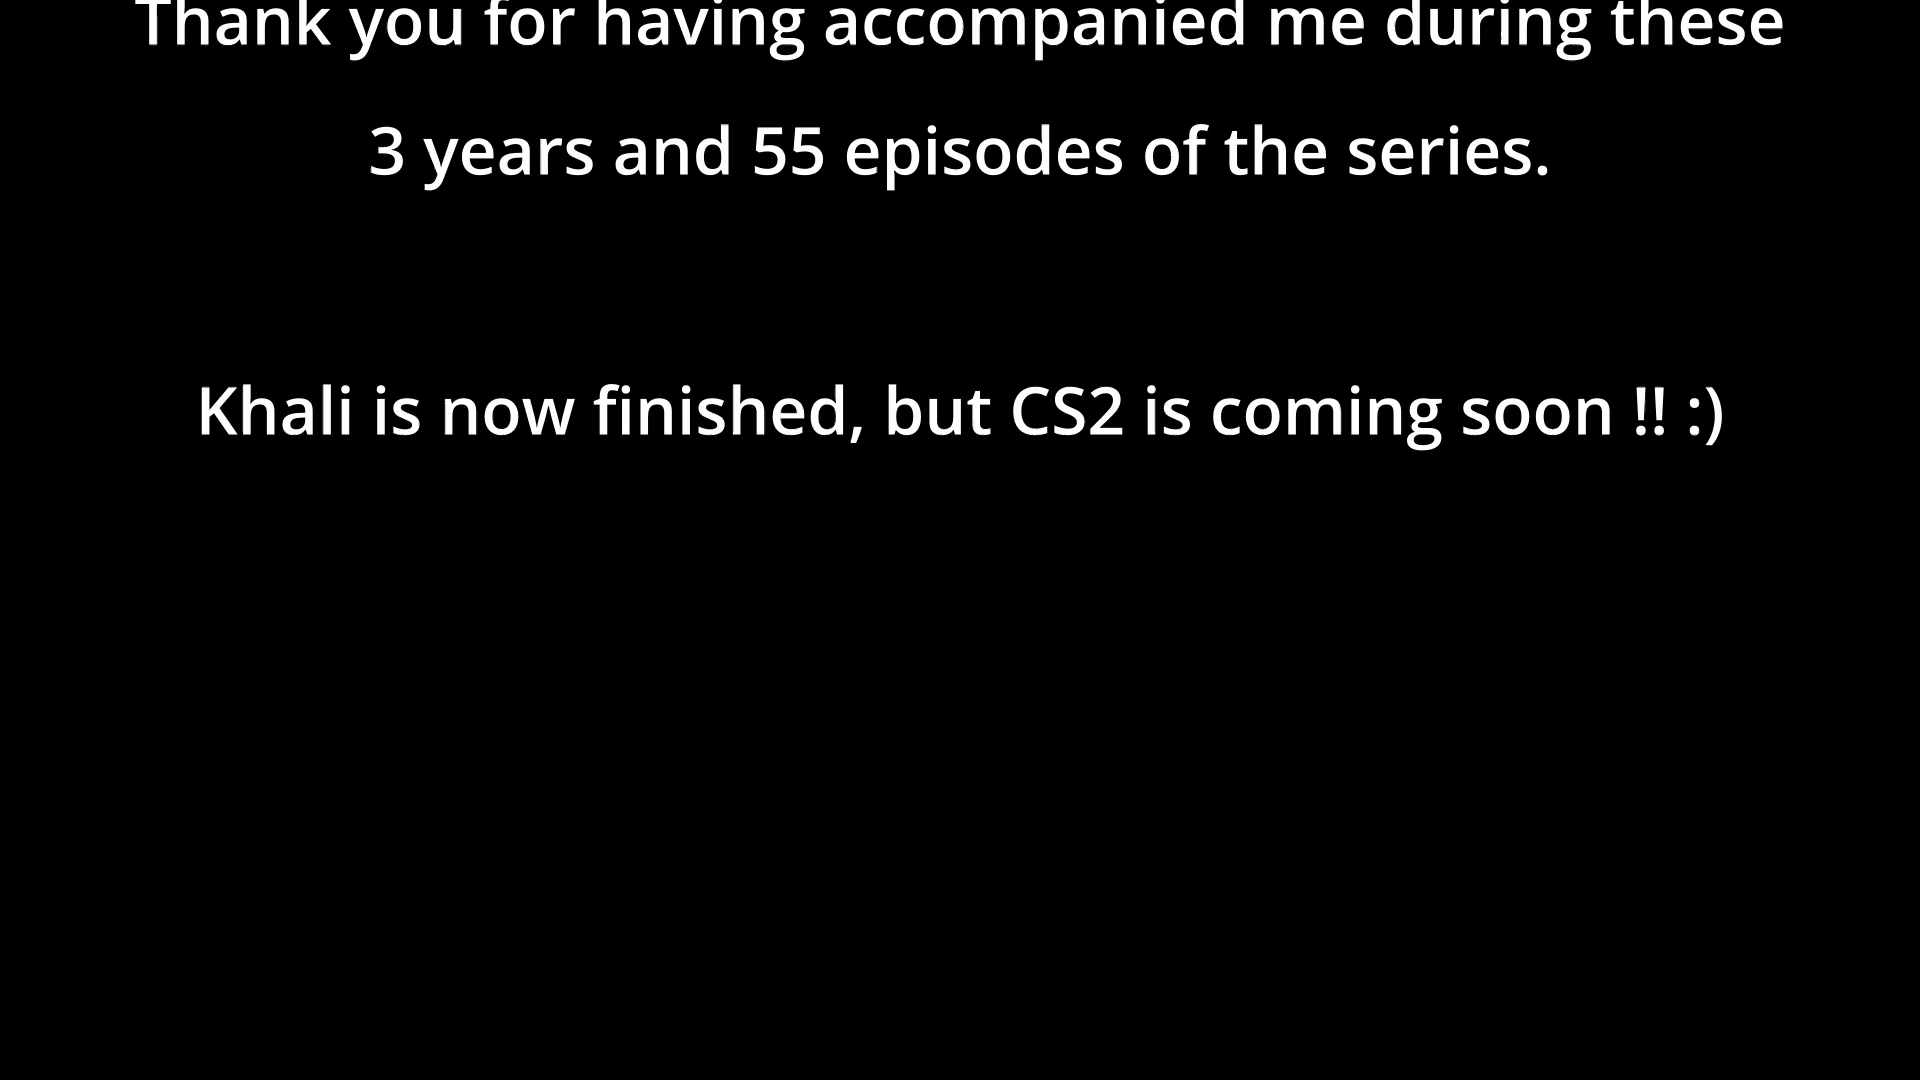 Thank you for having accompanied me during these
3 years and 55 episodes of the series.
Khali is now finished, but CS2 is coming soon !! :)